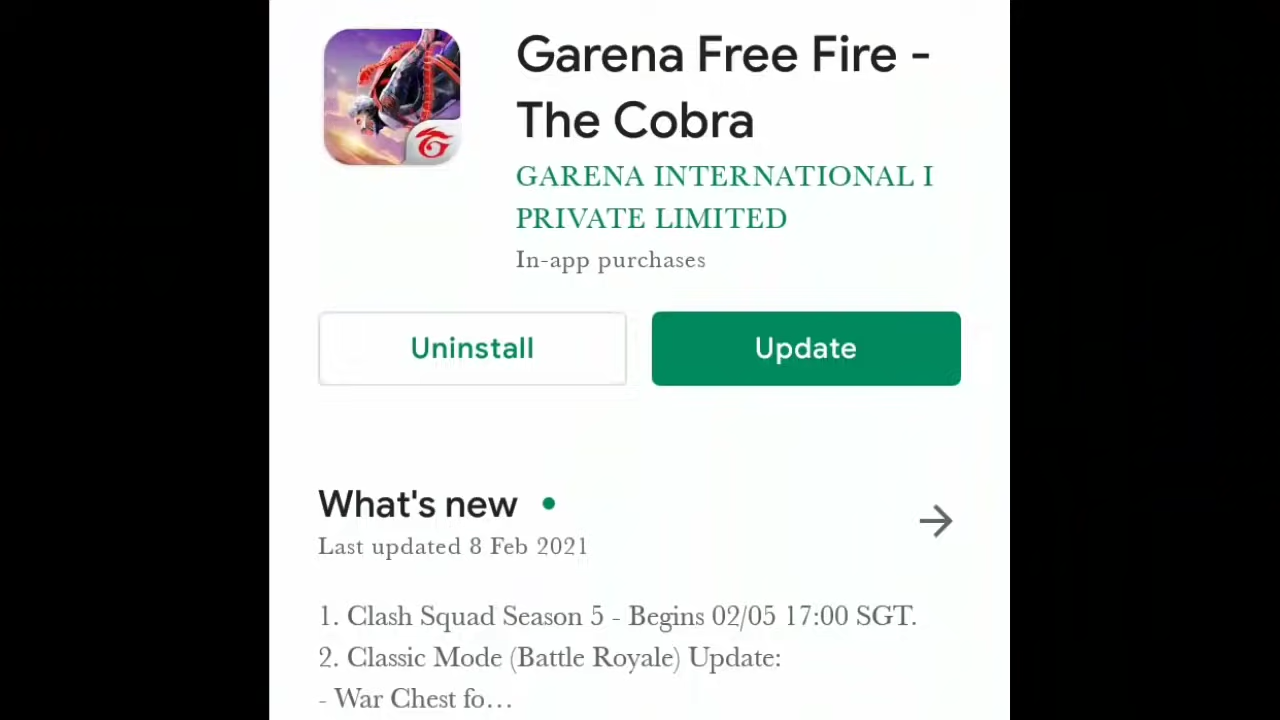 Garena Free Fire -
The Cobra
GARENA INTERNATIONAL I
PRIVATE LIMITED
In-app purchases
Uninstall
Update
What's new
Last updated 8 Feb 2021
1. Clash Squad Season 5 - Begins 02/05 17:00 SGT.
2. Classic Mode (Battle Royale) Update:
- War Chest fo…